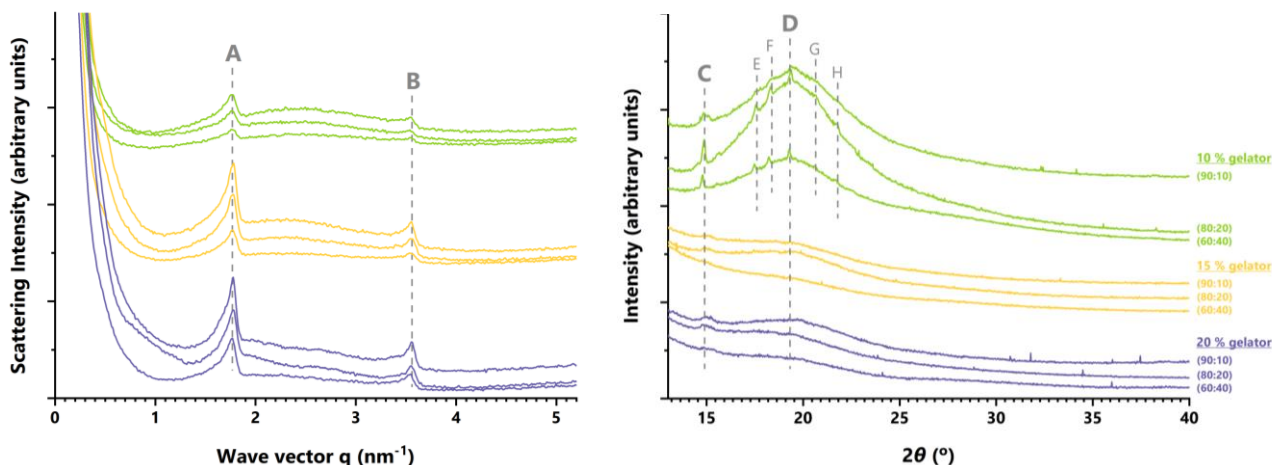 Scattering Intensity (arbitrary units)
A
B
0
1
2
3
4
5
Wave vector q (nm⁻¹)
Intensity (arbitrary units)
C
E
F
D
G
H
15
20
25
30
35
40
2θ (º)
10 % gelator
(90:10)
(80:20)
(60:40)
15 % gelator
(90:10)
(80:20)
(60:40)
20 % gelator
(90:10)
(80:20)
(60:40)